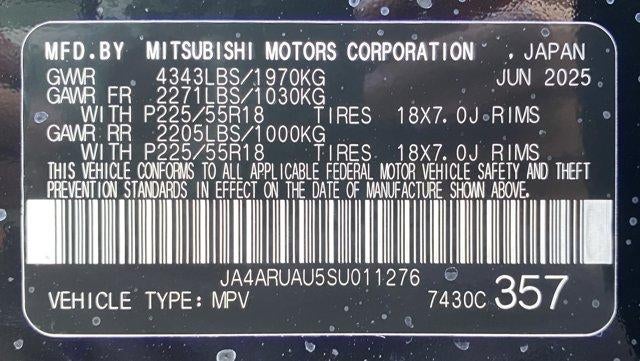 MFD.BY MITSUBISHI MOTORS CORPORATION , JAPAN
GVWR 4343LBS/1970KG JUN 2025
GAWR FR 2271LBS/1030KG
WITH P225/55R18 TIRES 18X7.0J RIMS
GAWR RR 2205LBS/1000KG
WITH P225/55R18 TIRES 18X7.0J RIMS
THIS VEHICLE CONFORMS TO ALL APPLICABLE FEDERAL MOTOR VEHICLE SAFETY AND THEFT
PREVENTION STANDARDS IN EFFECT ON THE DATE OF MANUFACTURE SHOWN ABOVE.
JA4ARUAU5SU011276
VEHICLE TYPE: MPV 7430C 357